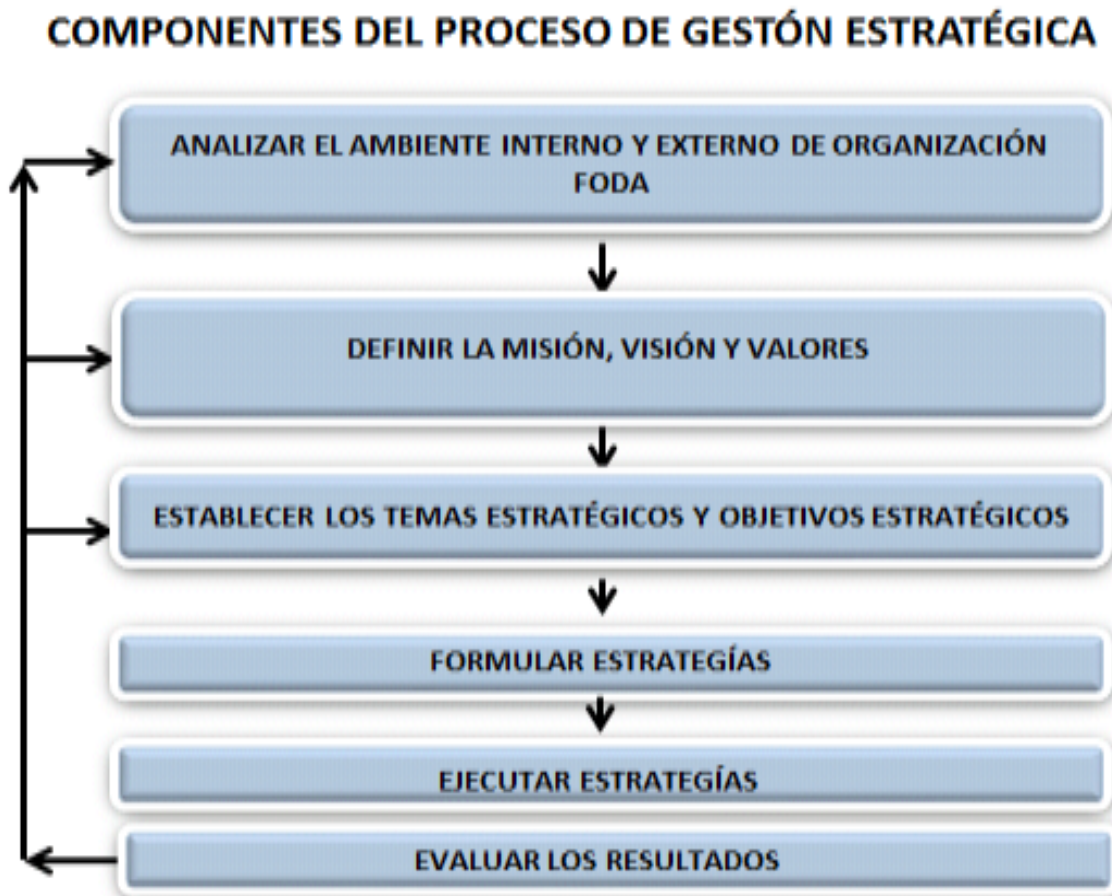 COMPONENTES DEL PROCESO DE GESTÓN ESTRATÉGICA
ANALIZAR EL AMBIENTE INTERNO Y EXTERNO DE ORGANIZACIÓN
FODA
DEFINIR LA MISIÓN, VISIÓN Y VALORES
ESTABLECER LOS TEMAS ESTRATÉGICOS Y OBJETIVOS ESTRATÉGICOS
FORMULAR ESTRATEGÍAS
EJECUTAR ESTRATEGÍAS
EVALUAR LOS RESULTADOS